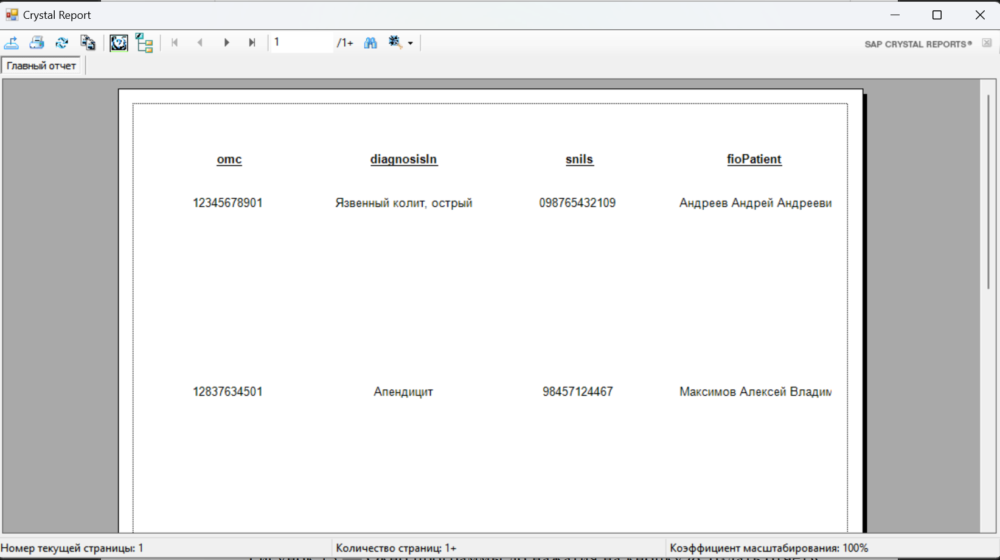 Crystal Report
1 /1+
SAP CRYSTAL REPORTS®
Главный отчет
omc diagnosisIn snils fioPatient
12345678901 Язвенный колит, острый 098765432109 Андреев Андрей Андрееви
12837634501 Апендицит 98457124467 Максимов Алексей Владим
Номер текущей страницы: 1 Количество страниц: 1+ Коэффициент масштабирования: 100%